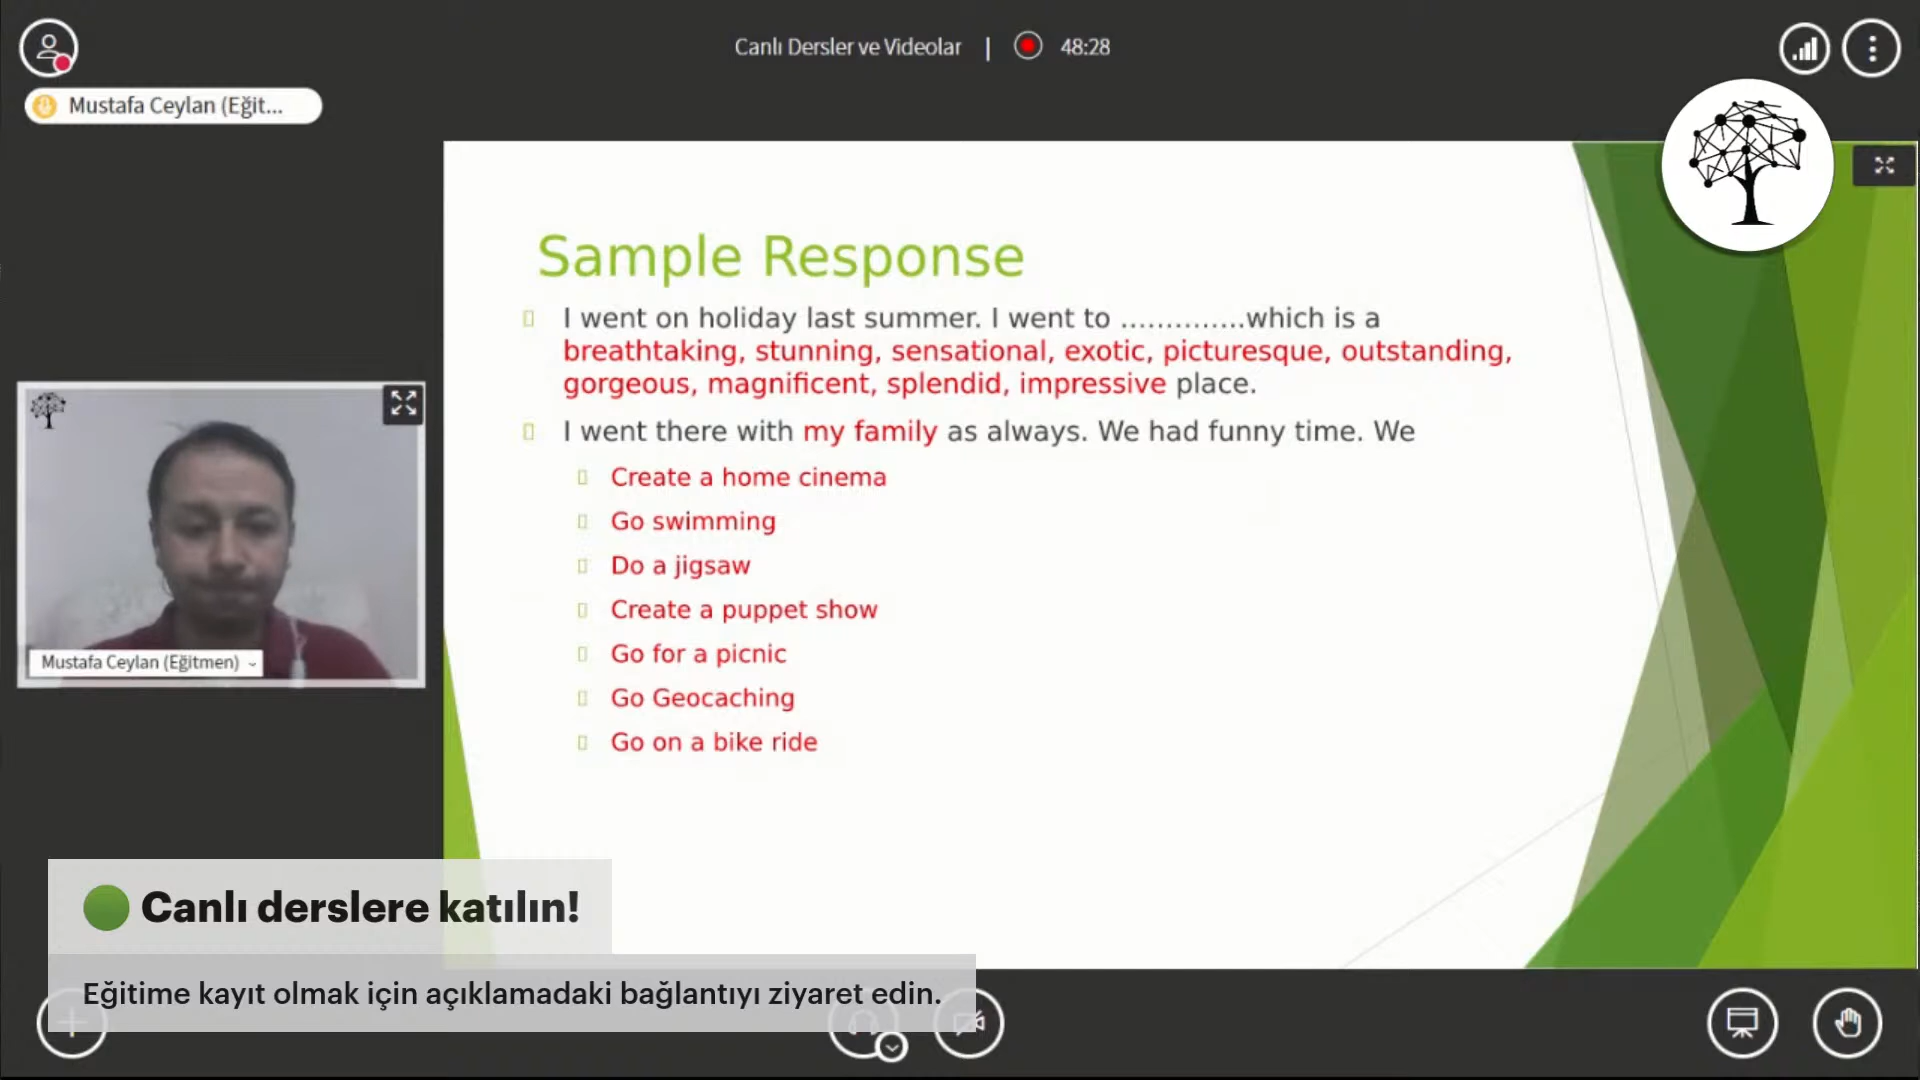 Canlı Dersler ve Videolar | 48:28
Mustafa Ceylan (Eğit...
Sample Response
I went on holiday last summer. I went to ..............which is a
breathtaking, stunning, sensational, exotic, picturesque, outstanding,
gorgeous, magnificent, splendid, impressive place.
I went there with my family as always. We had funny time. We
Create a home cinema
Go swimming
Do a jigsaw
Create a puppet show
Go for a picnic
Go Geocaching
Go on a bike ride
Mustafa Ceylan (Eğitmen)
Canlı derslere katılın!
Eğitime kayıt olmak için açıklamadaki bağlantıyı ziyaret edin.